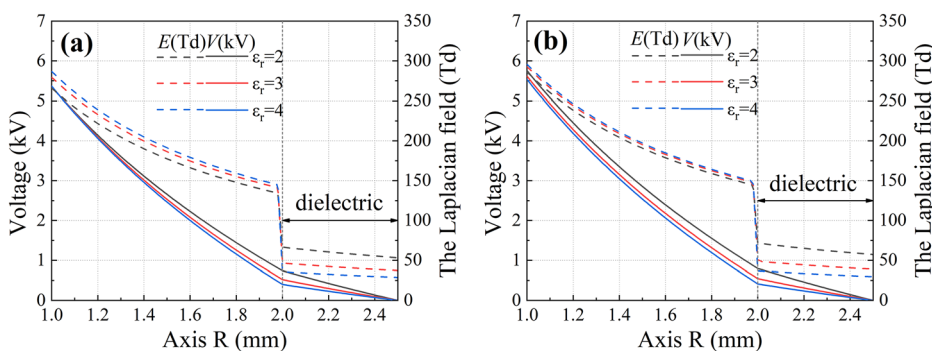 (a)
E(Td)V(kV)
εr=2
εr=3
εr=4
dielectric
Voltage (kV)
7
6
5
4
3
2
1
0
1.0 1.2 1.4 1.6 1.8 2.0 2.2 2.4
Axis R (mm)
350
300
250
200
150
100
50
0
The Laplacian field (Td)
(b)
E(Td) V(kV)
εr=2
εr=3
εr=4
dielectric
Voltage (kV)
7
6
5
4
3
2
1
0
1.0 1.2 1.4 1.6 1.8 2.0 2.2 2.4
Axis R (mm)
350
300
250
200
150
100
50
0
The Laplacian field (Td)